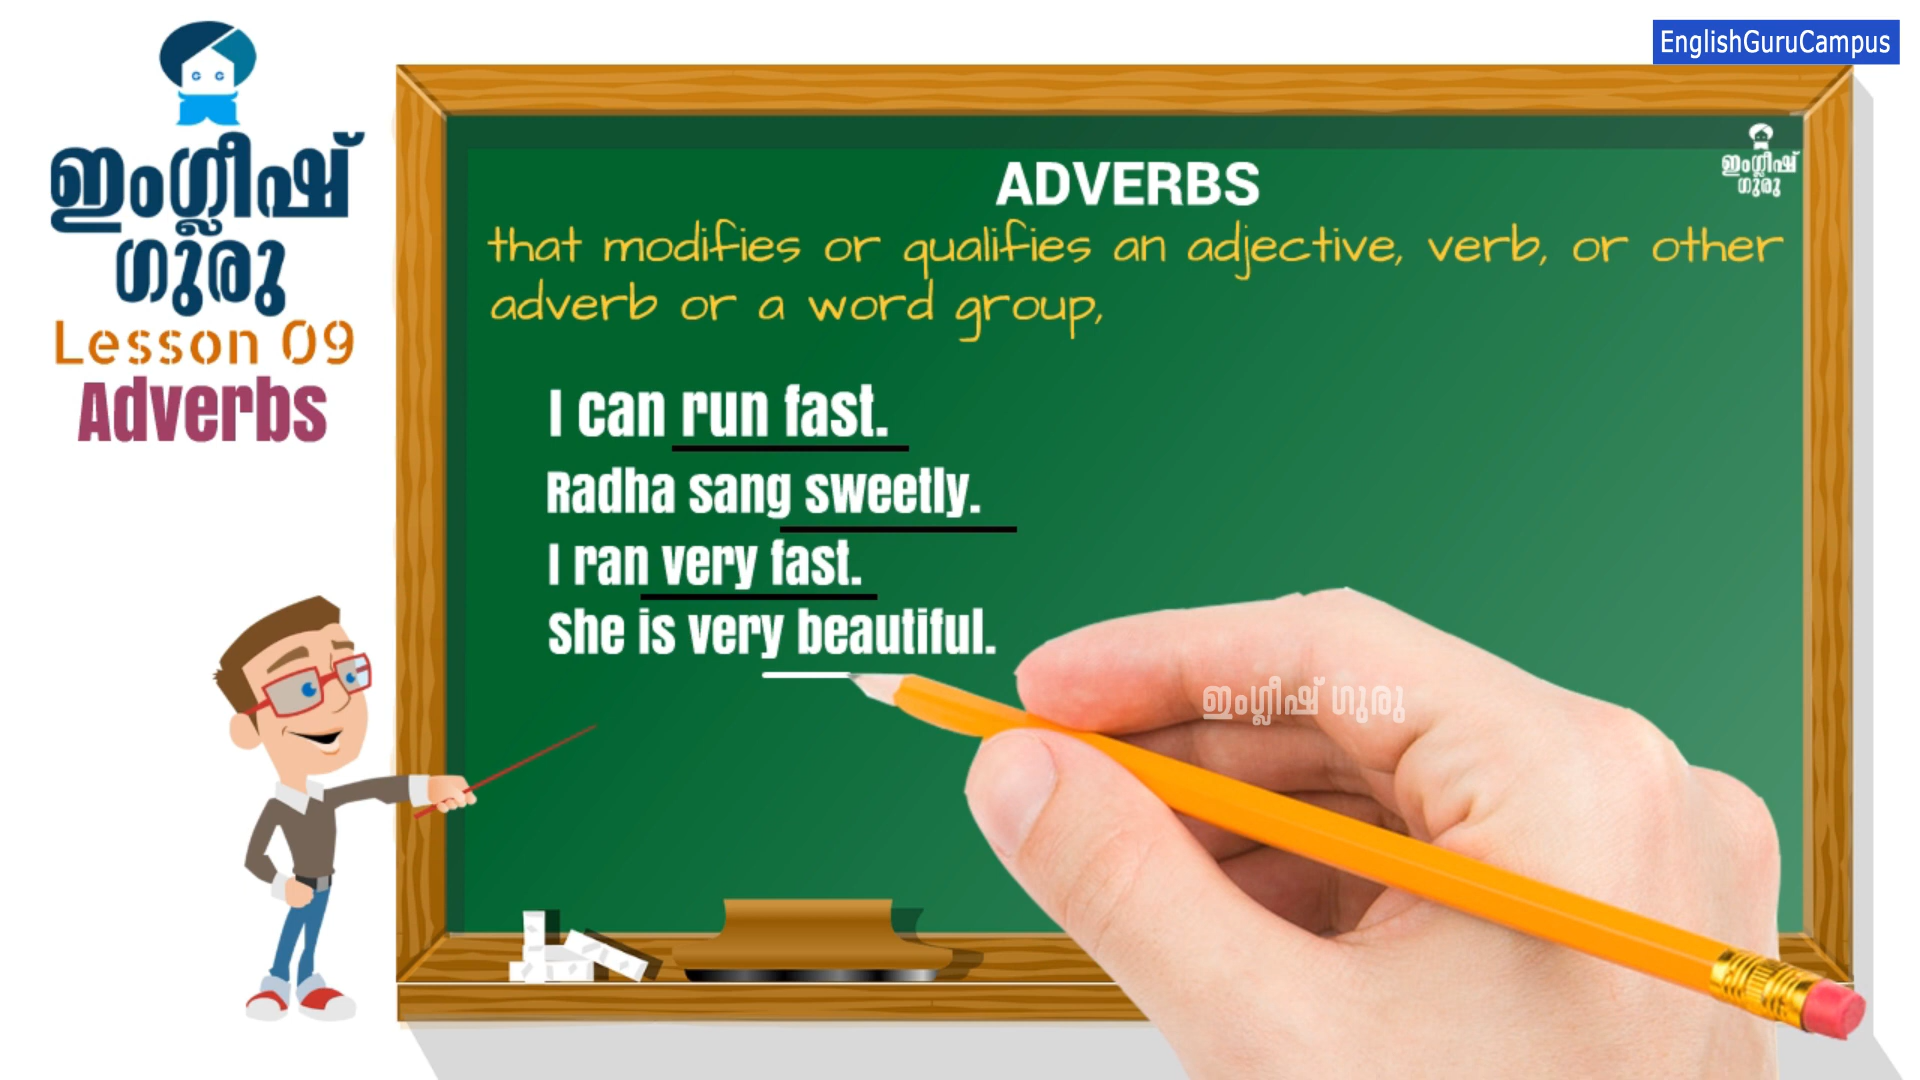 EnglishGuruCampus
ഇംഗ്ലീഷ്
ഗുരു
Lesson 09
Adverbs
ഇംഗ്ലീഷ്
ഗുരു
ADVERBS
that modifies or qualifies an adjective, verb, or other
adverb or a word group,
I can run fast.
Radha sang sweetly.
I ran very fast.
She is very beautiful.
ഇംഗ്ലീഷ് ഗുരു